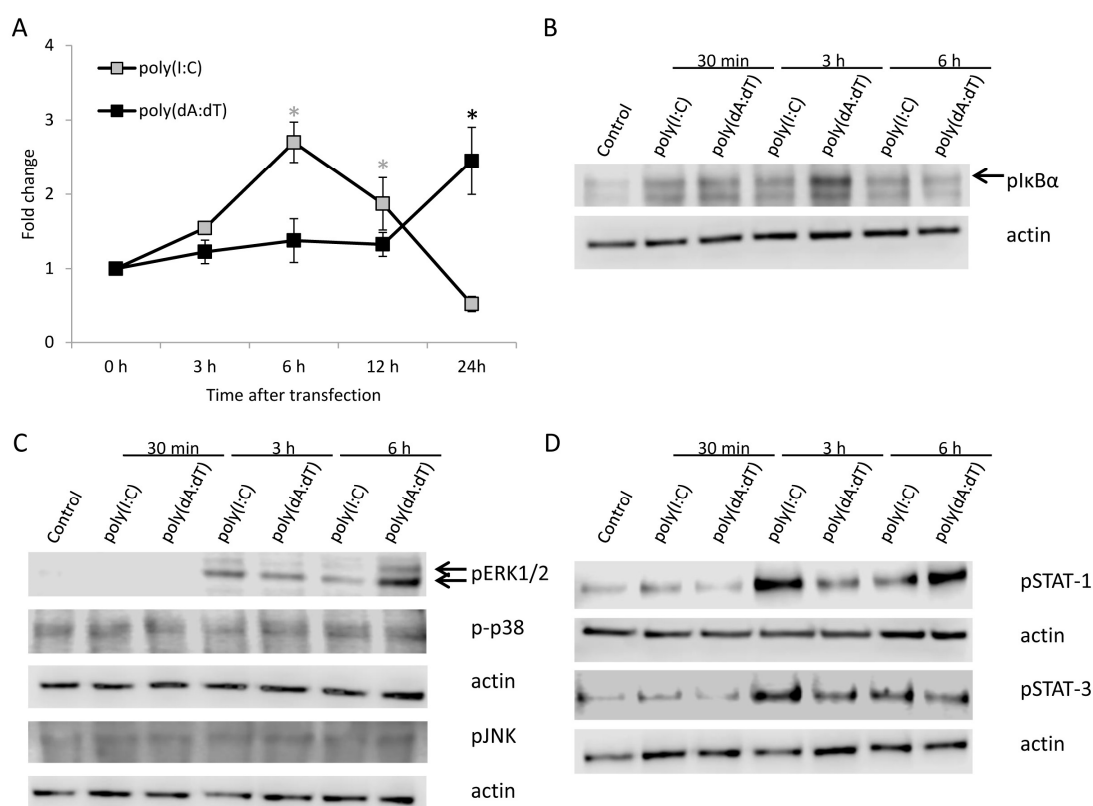 A
4
3
2
1
0
Fold change
poly(I:C)
poly(dA:dT)
*
*
*
0 h 3 h 6 h 12 h 24h
Time after transfection
B
30 min 3 h 6 h
Control poly(I:C) poly(dA:dT) poly(I:C) poly(dA:dT) poly(I:C) poly(dA:dT)
pIκBα
actin
C
30 min 3 h 6 h
Control poly(I:C) poly(dA:dT) poly(I:C) poly(dA:dT) poly(I:C) poly(dA:dT)
pERK1/2
p-p38
actin
pJNK
actin
D
30 min 3 h 6 h
Control poly(I:C) poly(dA:dT) poly(I:C) poly(dA:dT) poly(I:C) poly(dA:dT)
pSTAT-1
actin
pSTAT-3
actin